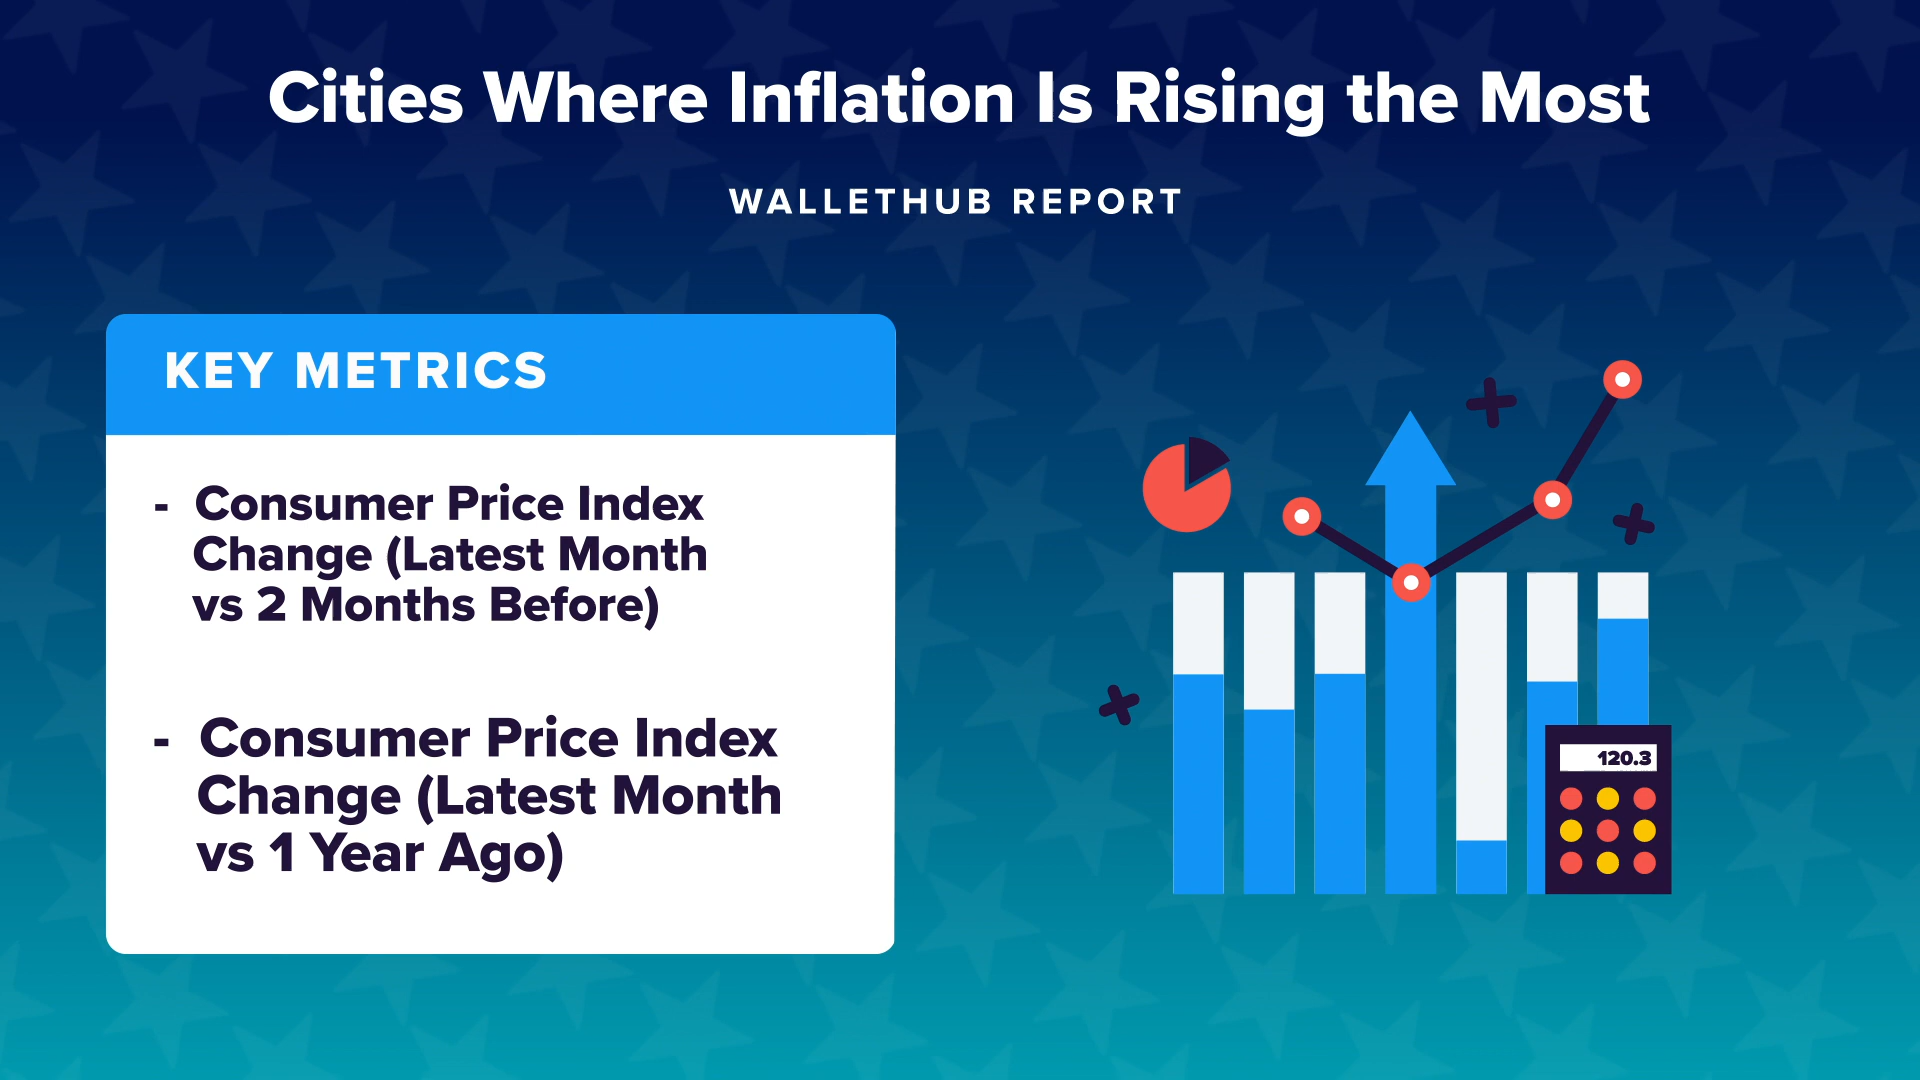 Cities Where Inflation Is Rising the Most
WALLETHUB REPORT
KEY METRICS
- Consumer Price Index
Change (Latest Month
vs 2 Months Before)
- Consumer Price Index
Change (Latest Month
vs 1 Year Ago)
120.3